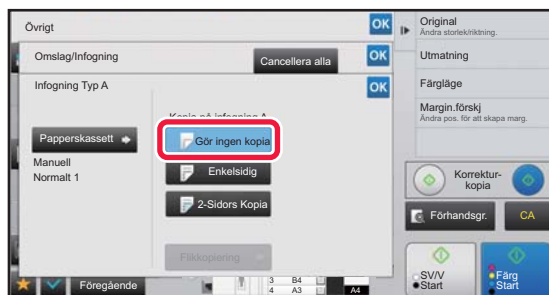 Övrigt
OK
Omslag/Infogning
Cancellera alla
OK
Infogning Typ A
OK
Kopia på infogning A
Papperskassett
Manuell
Normalt 1
Gör ingen kopia
Enkelsidig
2-Sidors Kopia
Flikkopiering
Föregående
3 B4
4 A3
A4
Original
Ändra storlek/riktning.
Utmatning
Färgläge
Margin.förskj
Ändra pos. för att skapa marg.
Korrektur-
kopia
Förhandsgr.
CA
SV/V
Start
Färg
Start